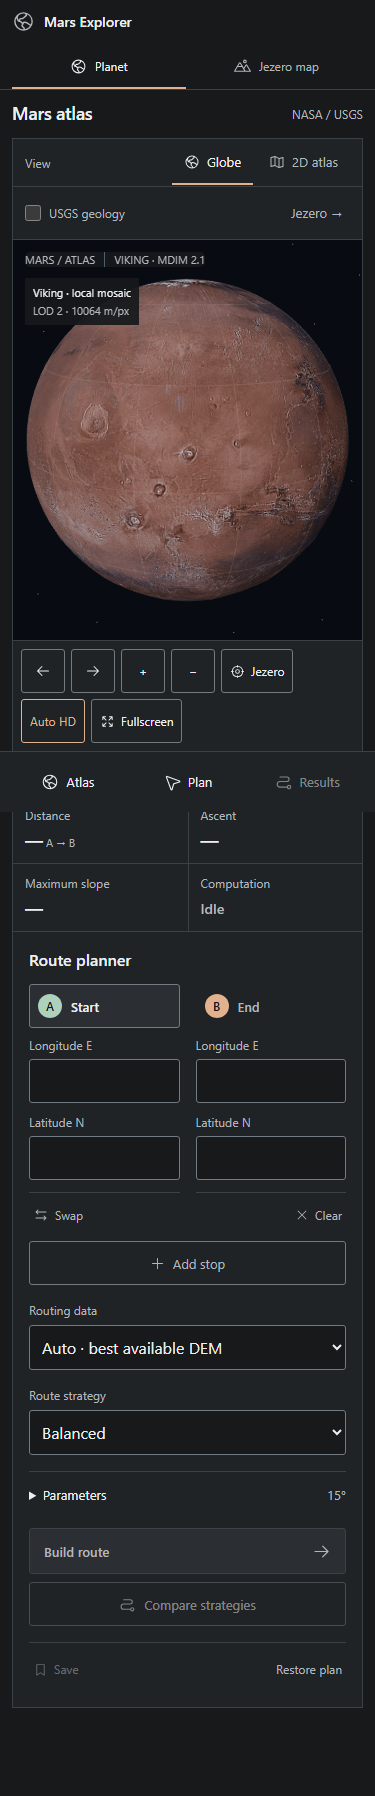 Mars Explorer
Planet Jezero map
Mars atlas NASA / USGS
View Globe 2D atlas
USGS geology Jezero →
MARS / ATLAS VIKING · MDIM 2.1
Viking · local mosaic
LOD 2 · 10064 m/px
← → + − Jezero
Auto HD Fullscreen
Atlas Plan Results
Distance Ascent
— A → B —
Maximum slope Computation
— Idle
Route planner
A Start B End
Longitude E Longitude E
Latitude N Latitude N
Swap Clear
Add stop
Routing data
Auto · best available DEM
Route strategy
Balanced
Parameters 15°
Build route →
Compare strategies
Save Restore plan